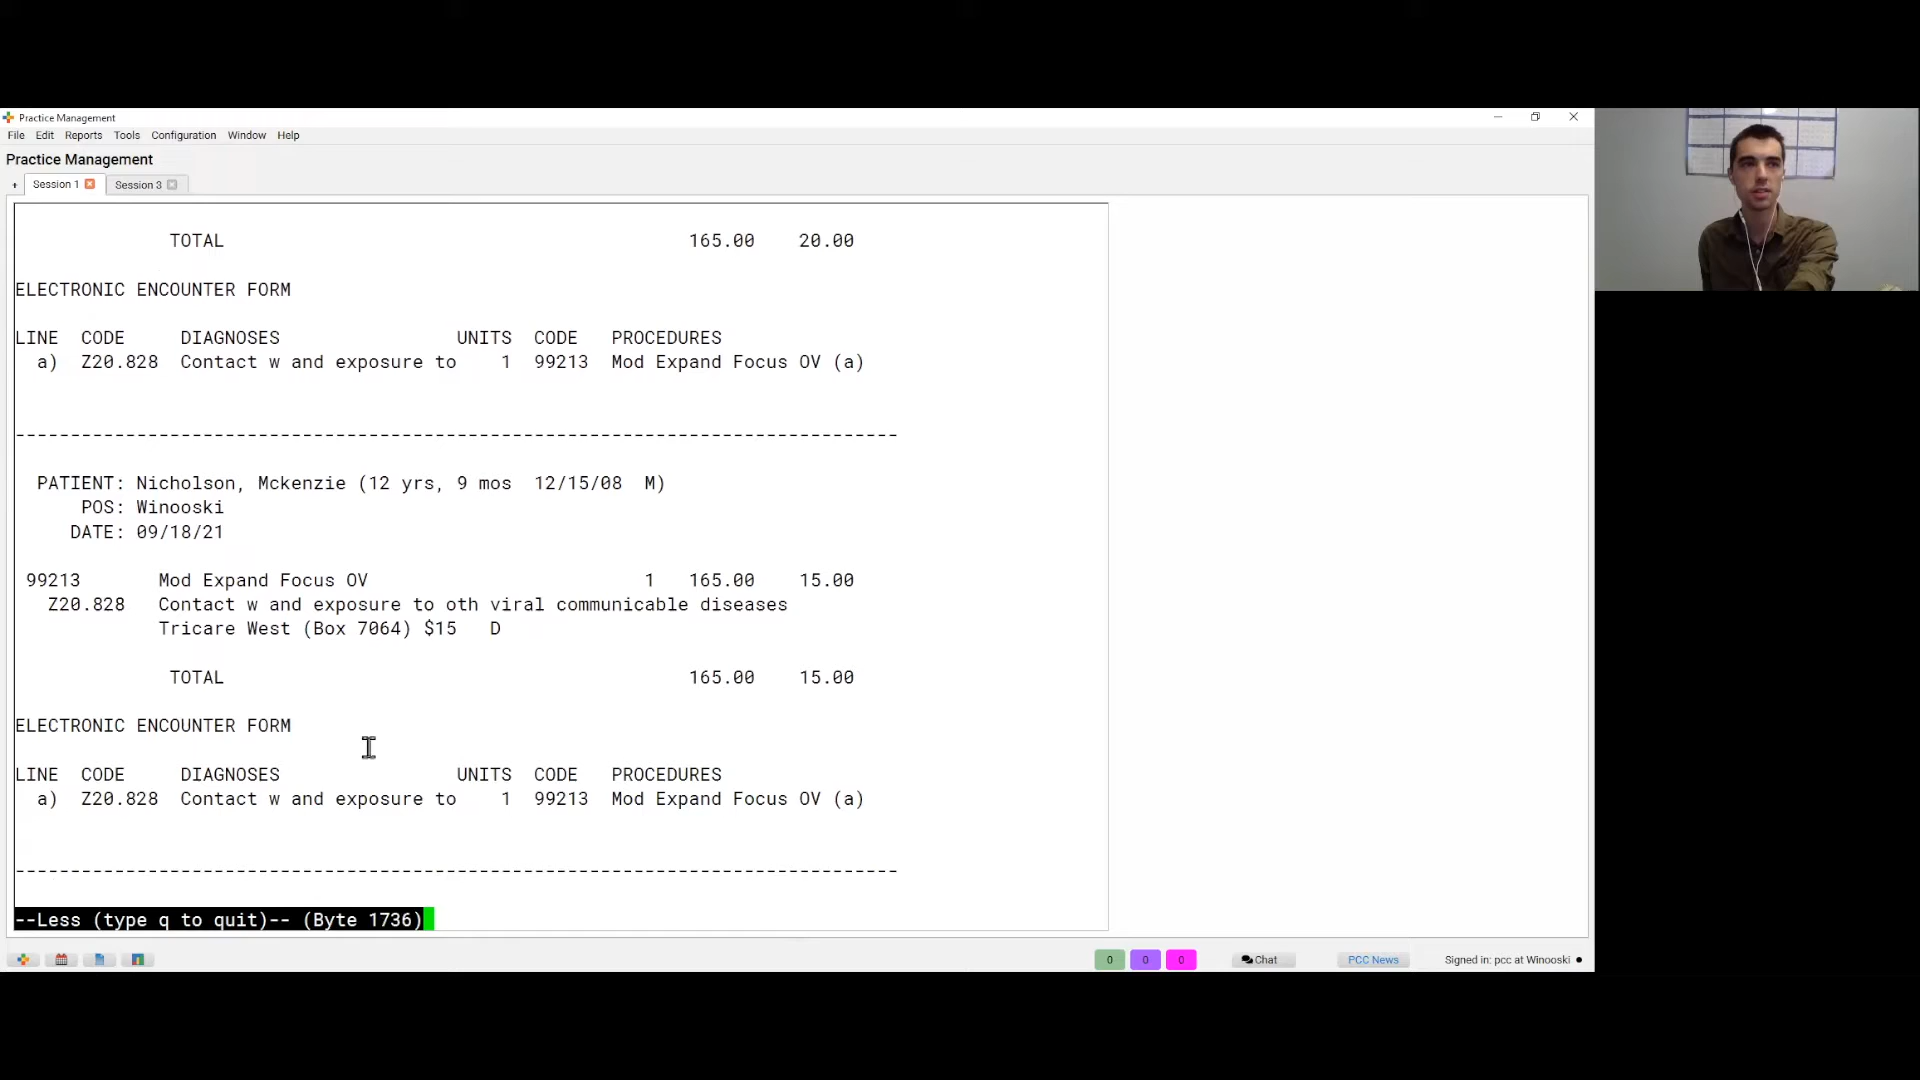 Practice Management
File Edit Reports Tools Configuration Window Help
Practice Management
+ Session 1 Session 3
TOTAL 165.00 20.00
ELECTRONIC ENCOUNTER FORM
LINE CODE DIAGNOSES UNITS CODE PROCEDURES
a) Z20.828 Contact w and exposure to 1 99213 Mod Expand Focus OV (a)
--------------------------------------------------------------------------------
PATIENT: Nicholson, Mckenzie (12 yrs, 9 mos 12/15/08 M)
POS: Winooski
DATE: 09/18/21
99213 Mod Expand Focus OV 1 165.00 15.00
Z20.828 Contact w and exposure to oth viral communicable diseases
Tricare West (Box 7064) $15 D
TOTAL 165.00 15.00
ELECTRONIC ENCOUNTER FORM
LINE CODE DIAGNOSES UNITS CODE PROCEDURES
a) Z20.828 Contact w and exposure to 1 99213 Mod Expand Focus OV (a)
--------------------------------------------------------------------------------
--Less (type q to quit)-- (Byte 1736)
0 0 0 Chat PCC News Signed in: pcc at Winooski